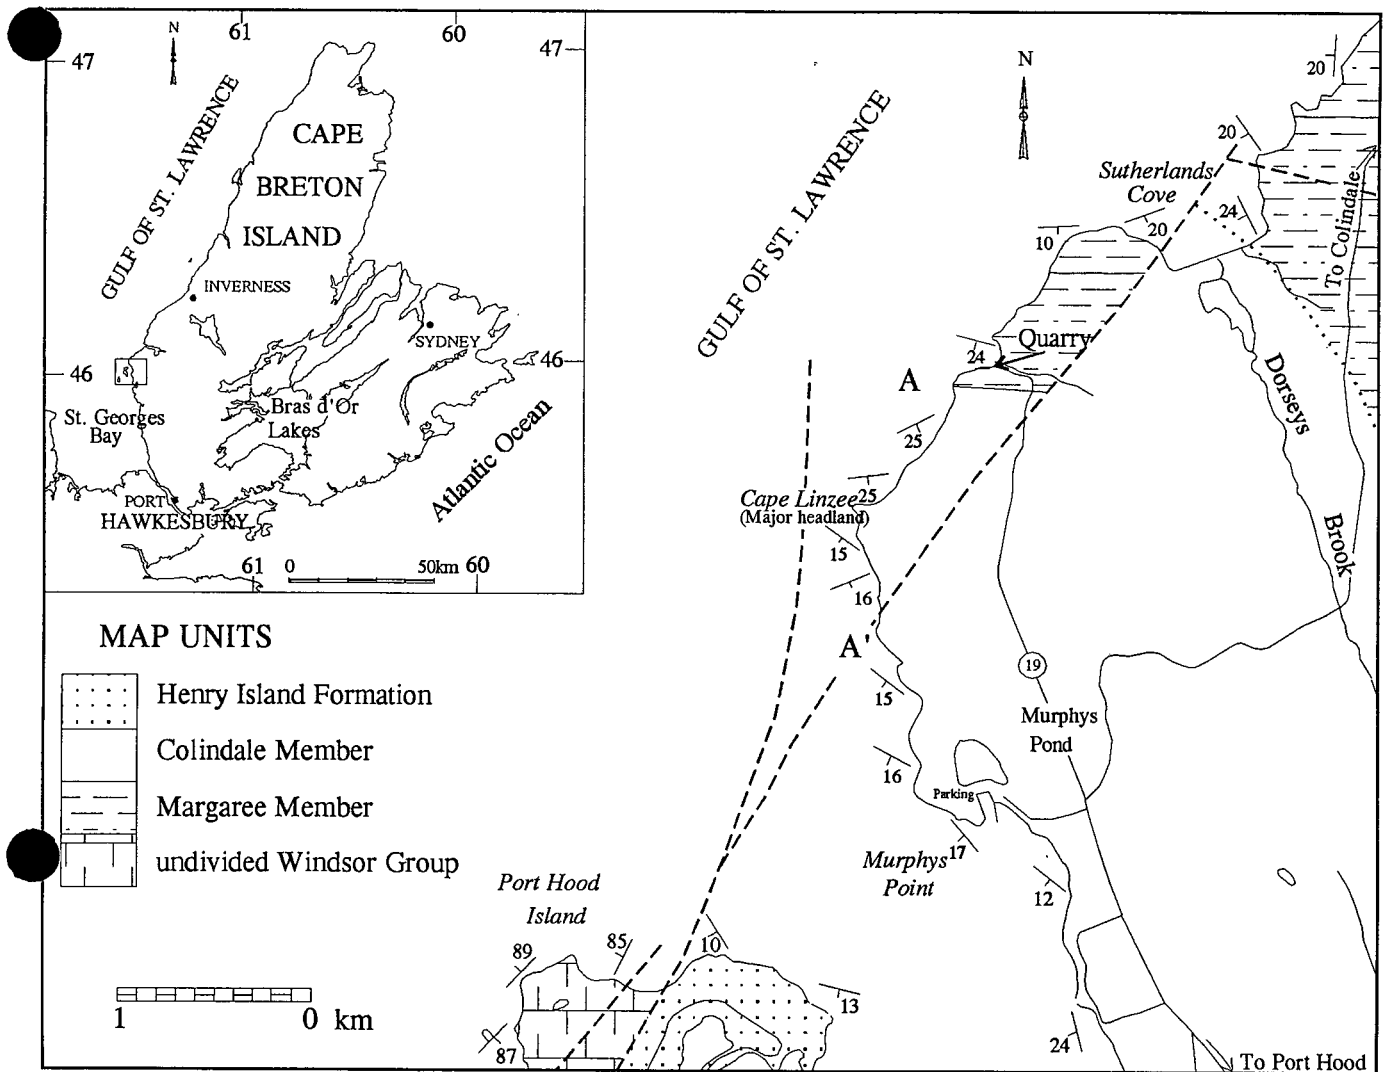 N
61
60
47
47
GULF OF ST. LAWRENCE
CAPE
BRETON
ISLAND
INVERNESS
SYDNEY
46
46
St. Georges
Bay
Bras d'Or
Lakes
Atlantic Ocean
PORT
HAWKESBURY
61
0
50km
60
MAP UNITS
Henry Island Formation
Colindale Member
Margaree Member
undivided Windsor Group
1
0 km
N
GULF OF ST. LAWRENCE
20
20
Sutherlands
Cove
24
20
10
To Colindale
Quarry
24
A
25
Dorseys
Brook
Cape Linzee
25
(Major headland)
15
16
A'
19
15
Murphys
Pond
16
Parking
17
Murphys
Point
12
Port Hood
Island
89
85
10
13
87
24
To Port Hood